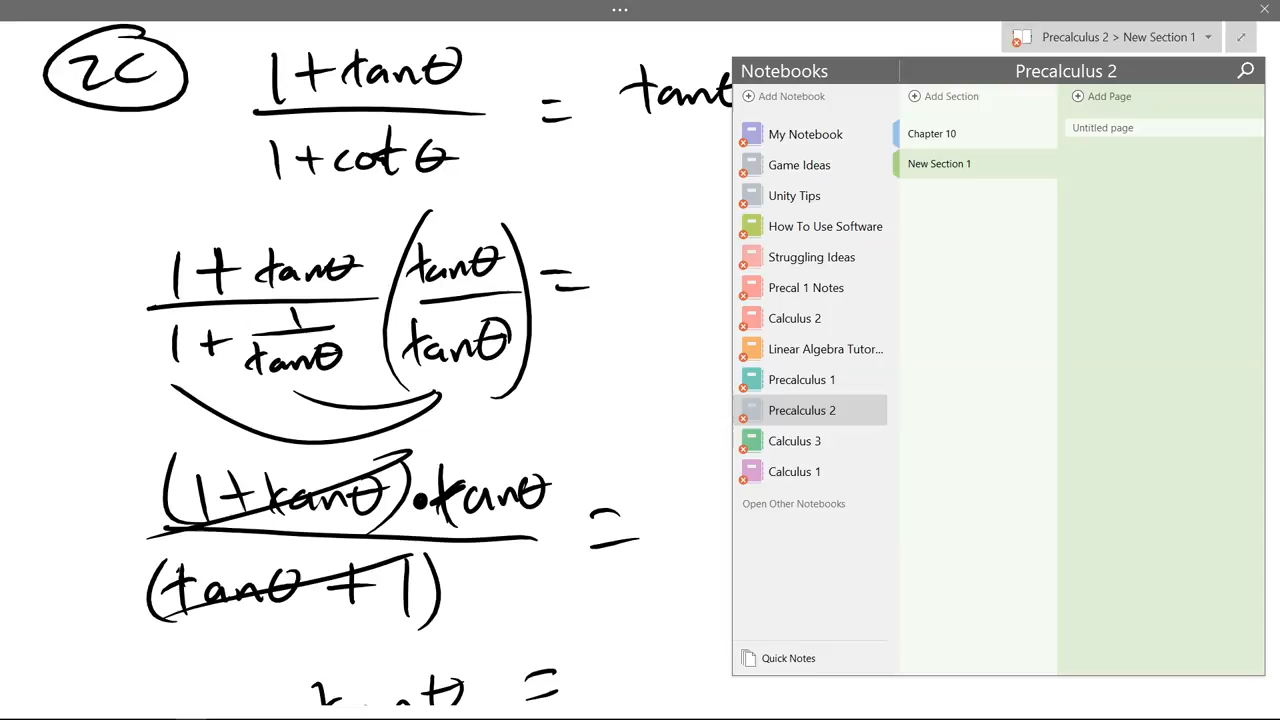 ...
Precalculus 2 > New Section 1
2C
1 + tanθ
1 + cotθ
=
Notebooks
Precalculus 2
Add Notebook
Add Section
Add Page
My Notebook
Game Ideas
Unity Tips
How To Use Software
Struggling Ideas
Precal 1 Notes
Calculus 2
Linear Algebra Tutor...
Precalculus 1
Precalculus 2
Calculus 3
Calculus 1
Open Other Notebooks
Quick Notes
Chapter 10
New Section 1
Untitled page
1 + tanθ
1 + 1/tanθ
(tanθ/tanθ) =
(1 + tanθ) · tanθ
(tanθ + 1)
=
=